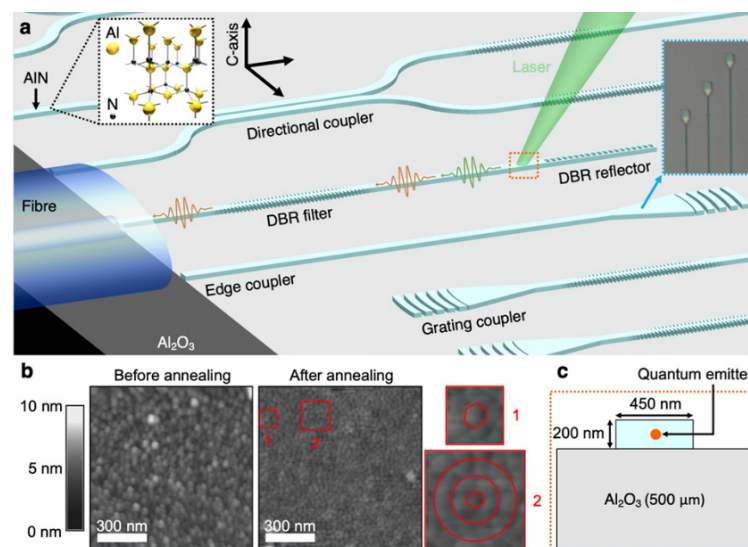 a
Al
AlN
N
C-axis
Laser
Directional coupler
Fibre
DBR filter
DBR reflector
Edge coupler
Grating coupler
Al₂O₃
b
Before annealing
After annealing
10 nm
5 nm
0 nm
300 nm
300 nm
1
2
1
2
c
Quantum emitte
450 nm
200 nm
Al₂O₃ (500 μm)